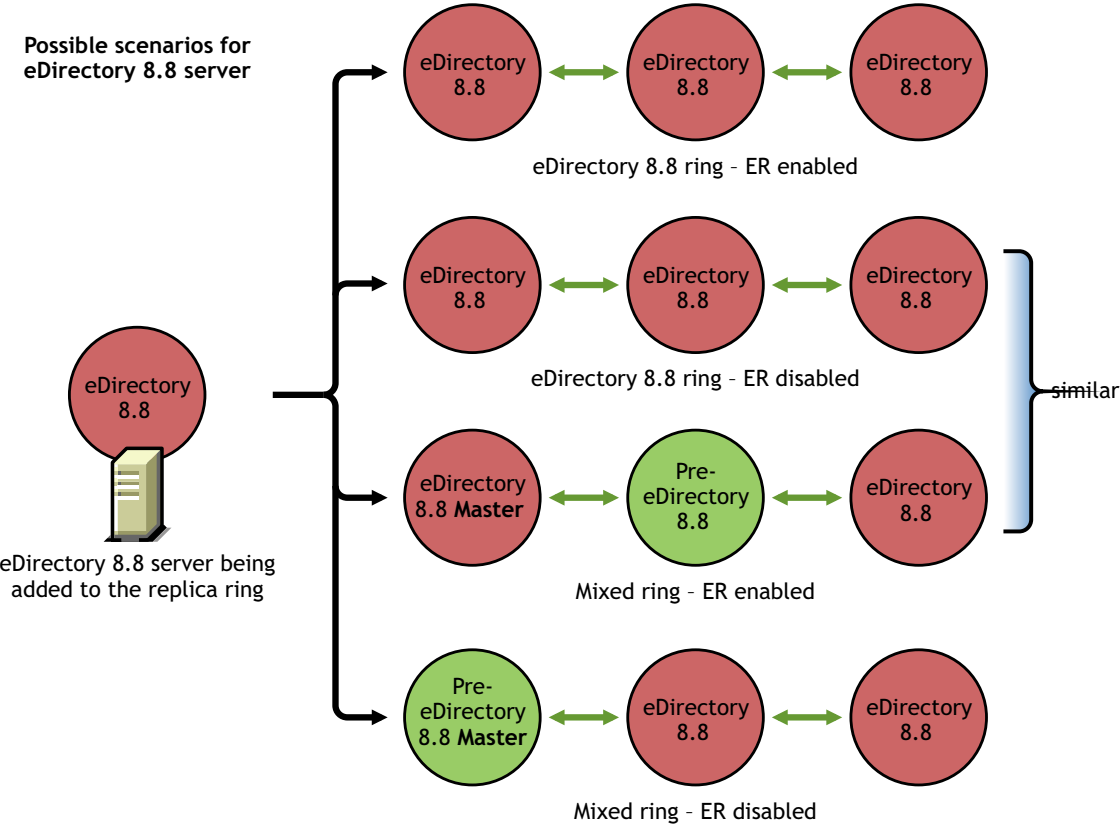 Possible scenarios for
eDirectory 8.8 server
eDirectory
8.8
eDirectory
8.8
eDirectory
8.8
eDirectory 8.8 ring – ER enabled
eDirectory
8.8
eDirectory
8.8
eDirectory
8.8
eDirectory 8.8 ring – ER disabled
similar
eDirectory
8.8
eDirectory 8.8 server being
added to the replica ring
eDirectory
8.8 Master
Pre-
eDirectory
8.8
eDirectory
8.8
Mixed ring – ER enabled
Pre-
eDirectory
8.8 Master
eDirectory
8.8
eDirectory
8.8
Mixed ring – ER disabled